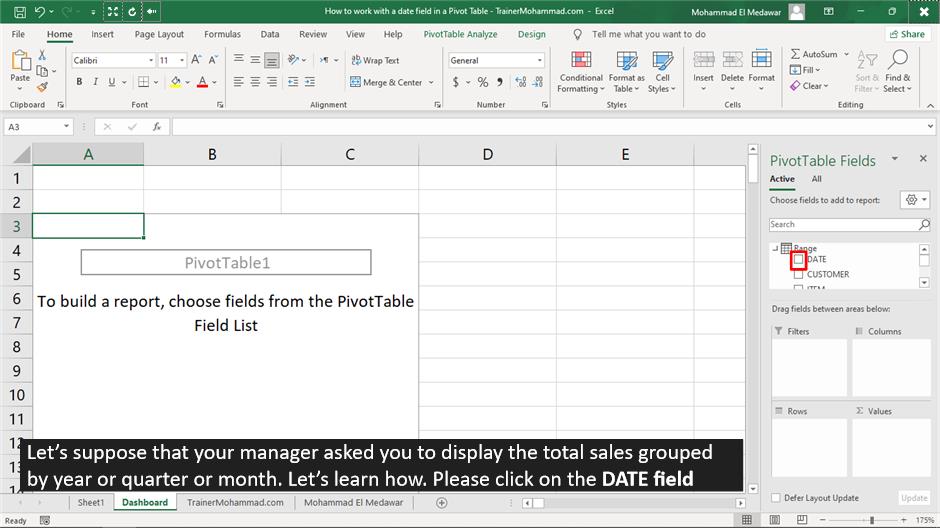 How to work with a date field in a Pivot Table - TrainerMohammad.com - Excel
Mohammad El Medawar
File Home Insert Page Layout Formulas Data Review View Help PivotTable Analyze Design Tell me what you want to do Share
Paste
Clipboard
Calibri 11 A A
B I U A
Font
Wrap Text
Merge & Center
Alignment
General
$ % ,
Number
Conditional Formatting
Format as Table
Cell Styles
Styles
Insert Delete Format
Cells
AutoSum
Fill
Clear
Sort & Filter
Find & Select
Editing
A3 fx
A B C D E
1
2
3
4
5
6
7
8
9
10
11
12
13
14
PivotTable1
To build a report, choose fields from the PivotTable
Field List
PivotTable Fields
Active All
Choose fields to add to report:
Search
Range
DATE
CUSTOMER
ITEM
Drag fields between areas below:
Filters Columns
Rows Σ Values
Defer Layout Update Update
Let's suppose that your manager asked you to display the total sales grouped
by year or quarter or month. Let's learn how. Please click on the DATE field
Sheet1 Dashboard TrainerMohammad.com Mohammad El Medawar
Ready 175%